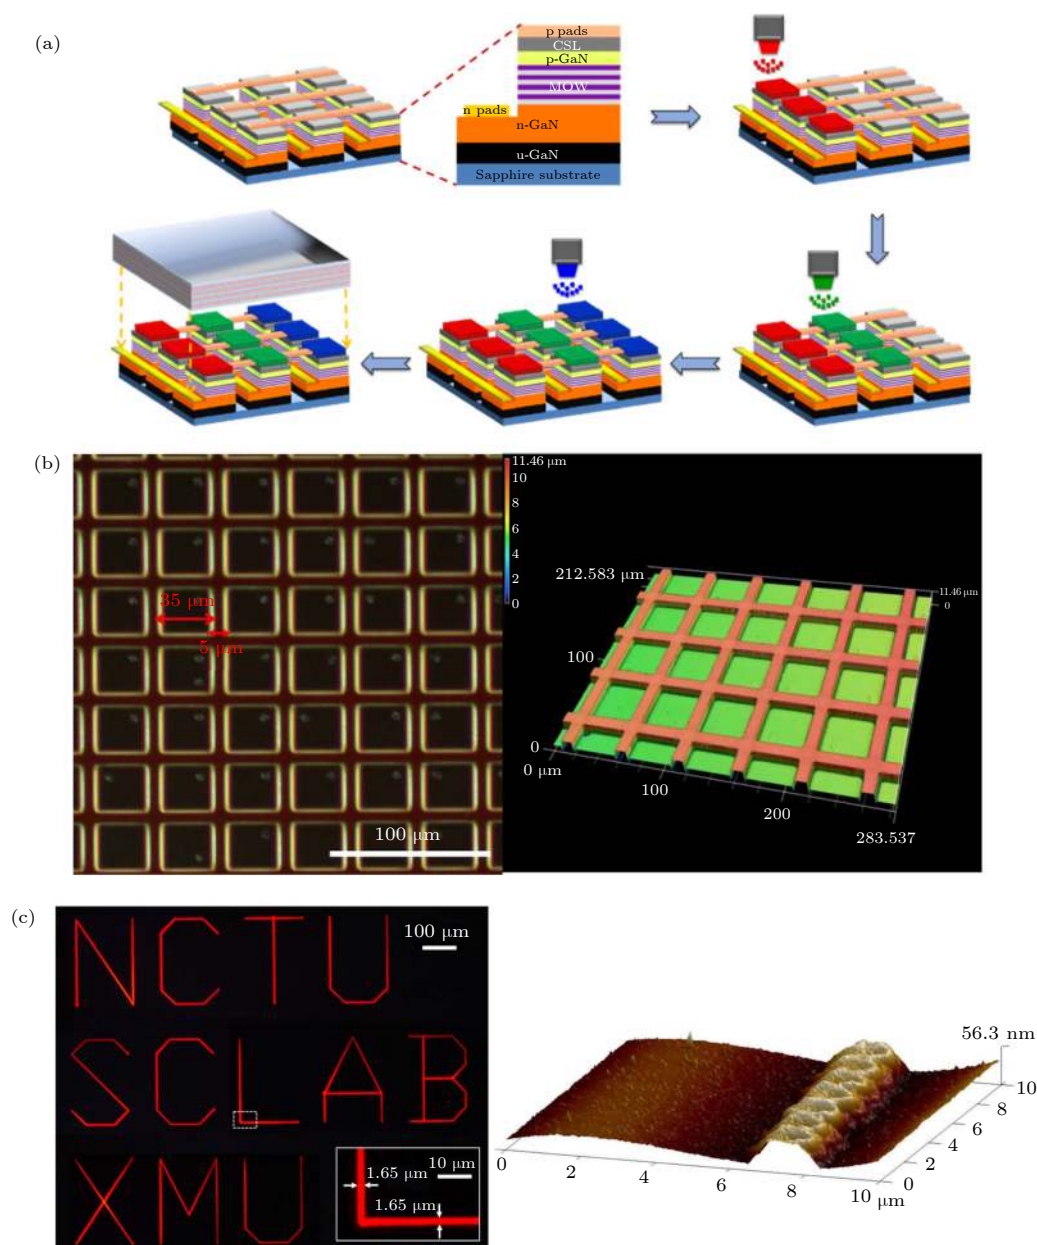 (a)
p pads
CSL
p-GaN
MQW
n pads
n-GaN
u-GaN
Sapphire substrate
(b)
35 μm
5 μm
100 μm
11.46 μm
10
8
6
4
2
0
212.583 μm
11.46 μm
0
100
0
0 μm
100
200
283.537
(c)
NCTU
100 μm
SCLAB
XMU
10 μm
1.65 μm
1.65 μm
56.3 nm
10
8
6
4
2
0
0
2
4
6
8
10 μm